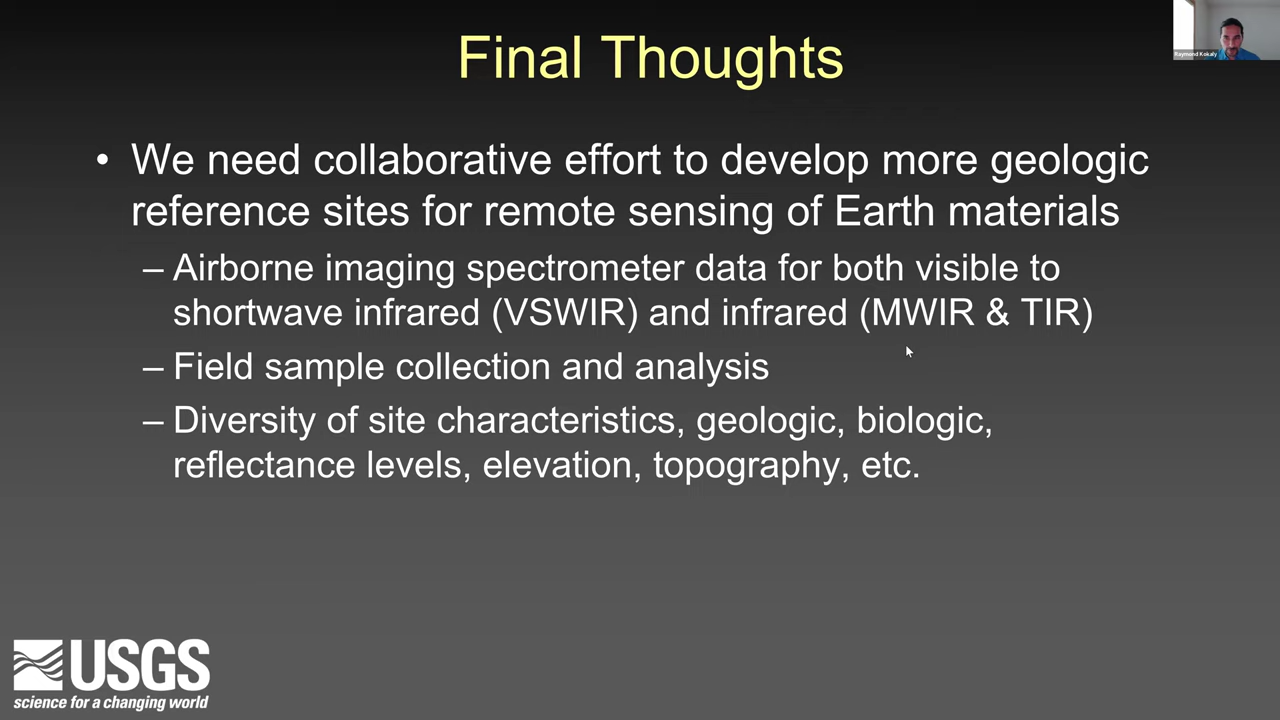 Final Thoughts
Raymond Kokaly
• We need collaborative effort to develop more geologic
reference sites for remote sensing of Earth materials
– Airborne imaging spectrometer data for both visible to
shortwave infrared (VSWIR) and infrared (MWIR & TIR)
– Field sample collection and analysis
– Diversity of site characteristics, geologic, biologic,
reflectance levels, elevation, topography, etc.
USGS
science for a changing world